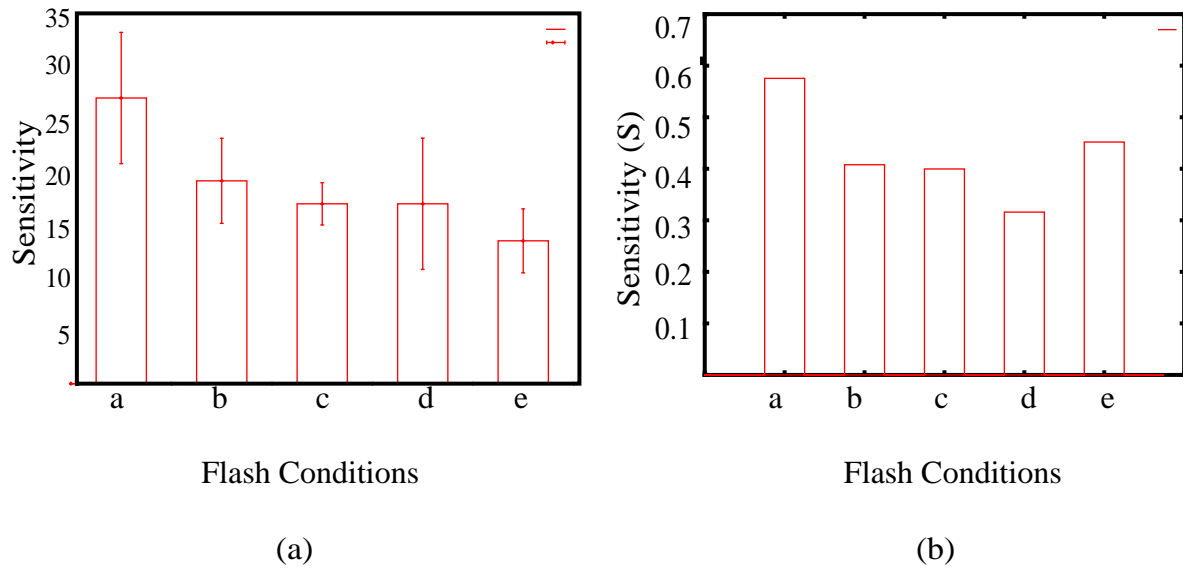 35
30
25
20
15
10
5
Sensitivity
a b c d e
Flash Conditions
(a)
0.7
0.6
0.5
0.4
0.3
0.2
0.1
Sensitivity (S)
a b c d e
Flash Conditions
(b)